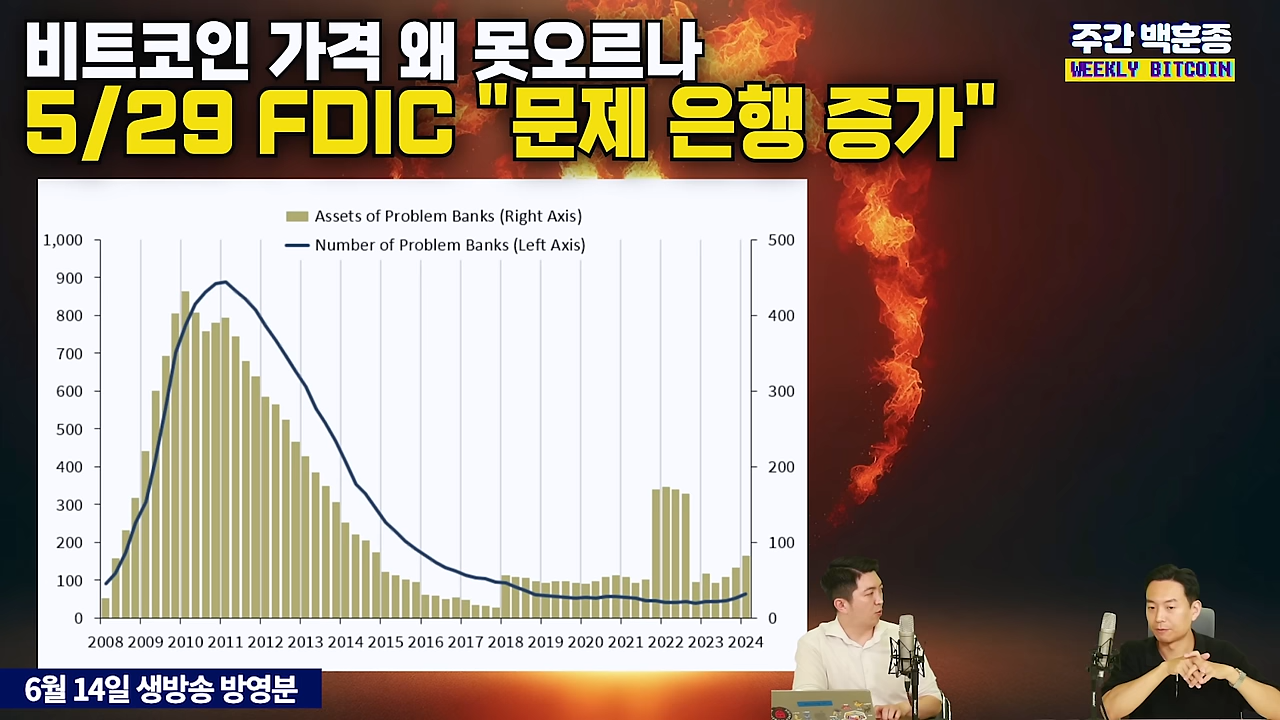 비트코인 가격 왜 못오르나
5/29 FDIC "문제 은행 증가"
주간 백훈종
WEEKLY BITCOIN
Assets of Problem Banks (Right Axis)
Number of Problem Banks (Left Axis)
1,000 500
900
800 400
700
600 300
500
400 200
300
200 100
100
0 0
2008 2009 2010 2011 2012 2013 2014 2015 2016 2017 2018 2019 2020 2021 2022 2023 2024
6월 14일 생방송 방영분